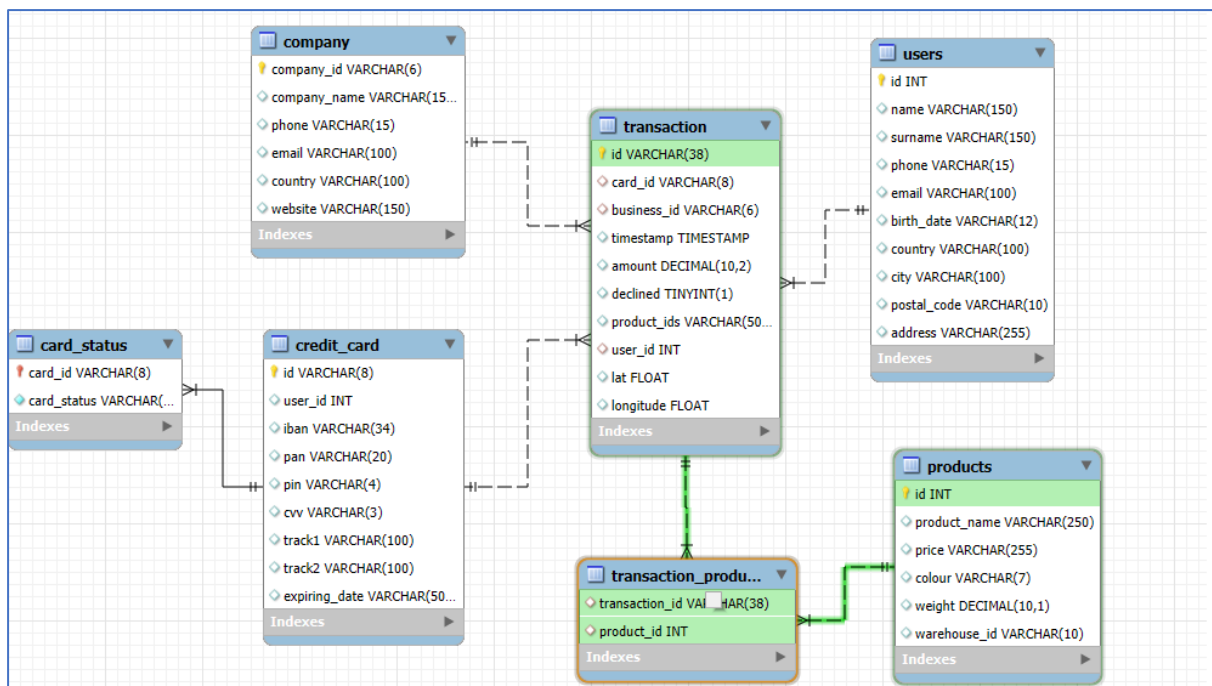 company
company_id VARCHAR(6)
company_name VARCHAR(15...
phone VARCHAR(15)
email VARCHAR(100)
country VARCHAR(100)
website VARCHAR(150)
Indexes
users
id INT
name VARCHAR(150)
surname VARCHAR(150)
phone VARCHAR(15)
email VARCHAR(100)
birth_date VARCHAR(12)
country VARCHAR(100)
city VARCHAR(100)
postal_code VARCHAR(10)
address VARCHAR(255)
Indexes
transaction
id VARCHAR(38)
card_id VARCHAR(8)
business_id VARCHAR(6)
timestamp TIMESTAMP
amount DECIMAL(10,2)
declined TINYINT(1)
product_ids VARCHAR(50...
user_id INT
lat FLOAT
longitude FLOAT
Indexes
card_status
card_id VARCHAR(8)
card_status VARCHAR(...
Indexes
credit_card
id VARCHAR(8)
user_id INT
iban VARCHAR(34)
pan VARCHAR(20)
pin VARCHAR(4)
cvv VARCHAR(3)
track1 VARCHAR(100)
track2 VARCHAR(100)
expiring_date VARCHAR(50...
Indexes
transaction_produ...
transaction_id VARCHAR(38)
product_id INT
Indexes
products
id INT
product_name VARCHAR(250)
price VARCHAR(255)
colour VARCHAR(7)
weight DECIMAL(10,1)
warehouse_id VARCHAR(10)
Indexes